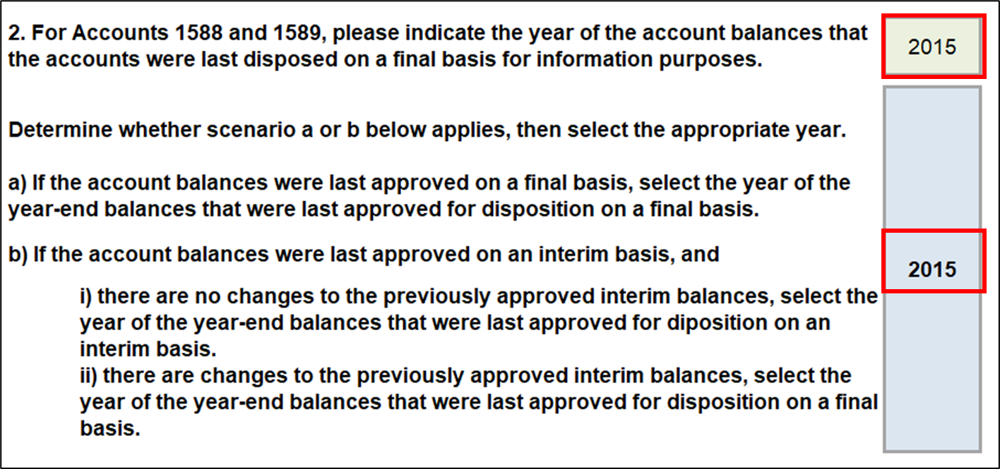 2. For Accounts 1588 and 1589, please indicate the year of the account balances that
the accounts were last disposed on a final basis for information purposes.
2015
Determine whether scenario a or b below applies, then select the appropriate year.
a) If the account balances were last approved on a final basis, select the year of the
year-end balances that were last approved for disposition on a final basis.
b) If the account balances were last approved on an interim basis, and
2015
i) there are no changes to the previously approved interim balances, select the
year of the year-end balances that were last approved for diposition on an
interim basis.
ii) there are changes to the previously approved interim balances, select the
year of the year-end balances that were last approved for disposition on a final
basis.